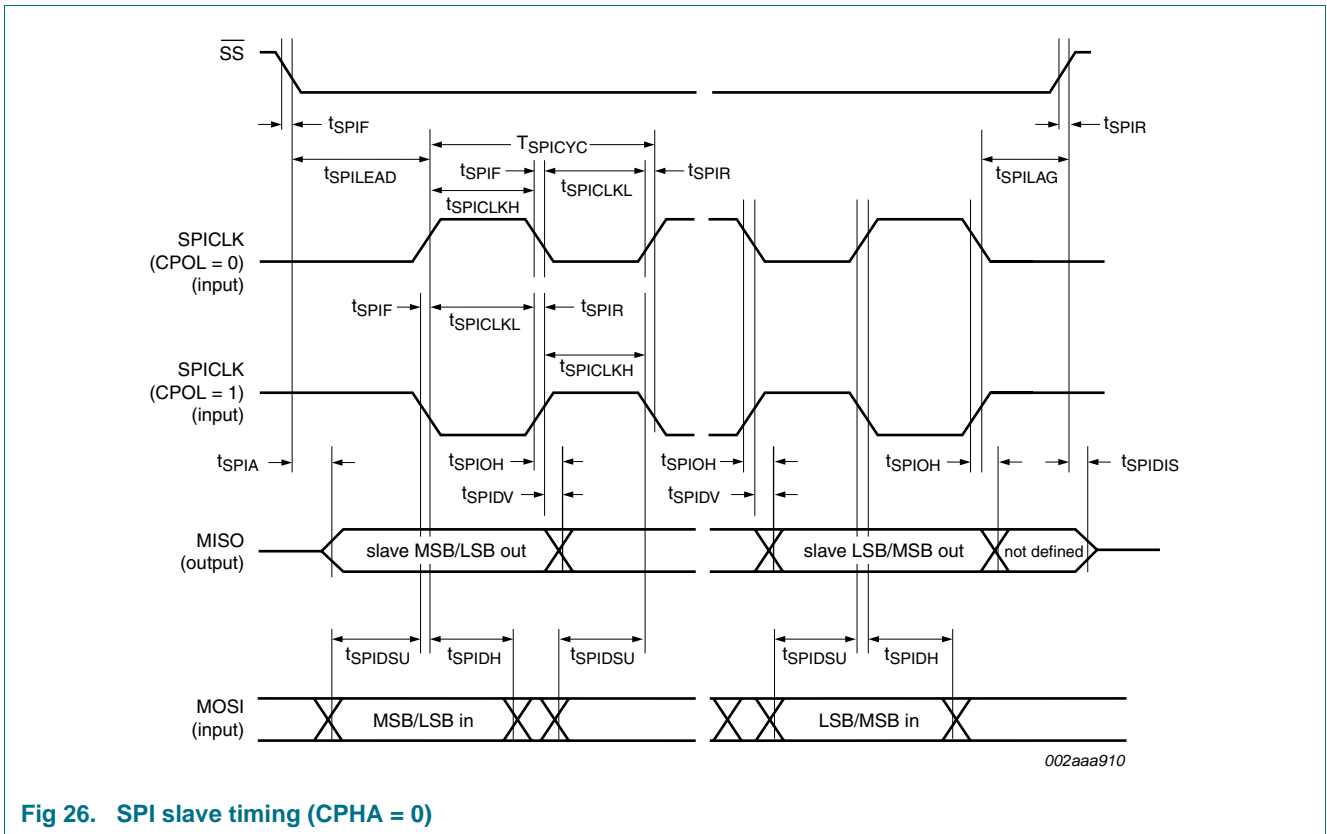 SS
tSPIF
tSPIR
TSPICYC
tSPIF
tSPICLKL
tSPIR
tSPILEAD
tSPILAG
tSPICLKH
SPICLK
(CPOL = 0)
(input)
tSPIF
tSPICLKL
tSPIR
SPICLK
(CPOL = 1)
(input)
tSPICLKH
tSPIA
tSPIOH
tSPIOH
tSPIOH
tSPIDIS
tSPIDV
tSPIDV
MISO
(output)
slave MSB/LSB out
slave LSB/MSB out
not defined
tSPIDSU
tSPIDH
tSPIDSU
tSPIDSU
tSPIDH
MOSI
(input)
MSB/LSB in
LSB/MSB in
002aaa910
Fig 26. SPI slave timing (CPHA = 0)